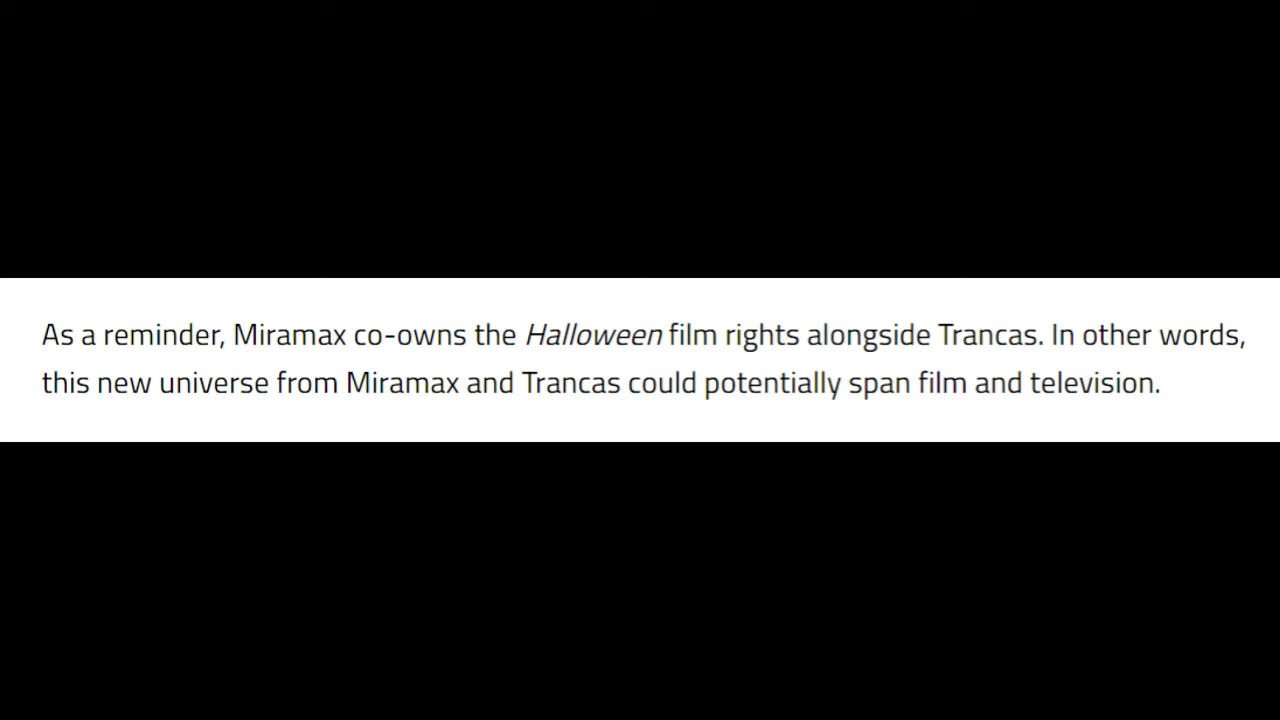 As a reminder, Miramax co-owns the Halloween film rights alongside Trancas. In other words,
this new universe from Miramax and Trancas could potentially span film and television.